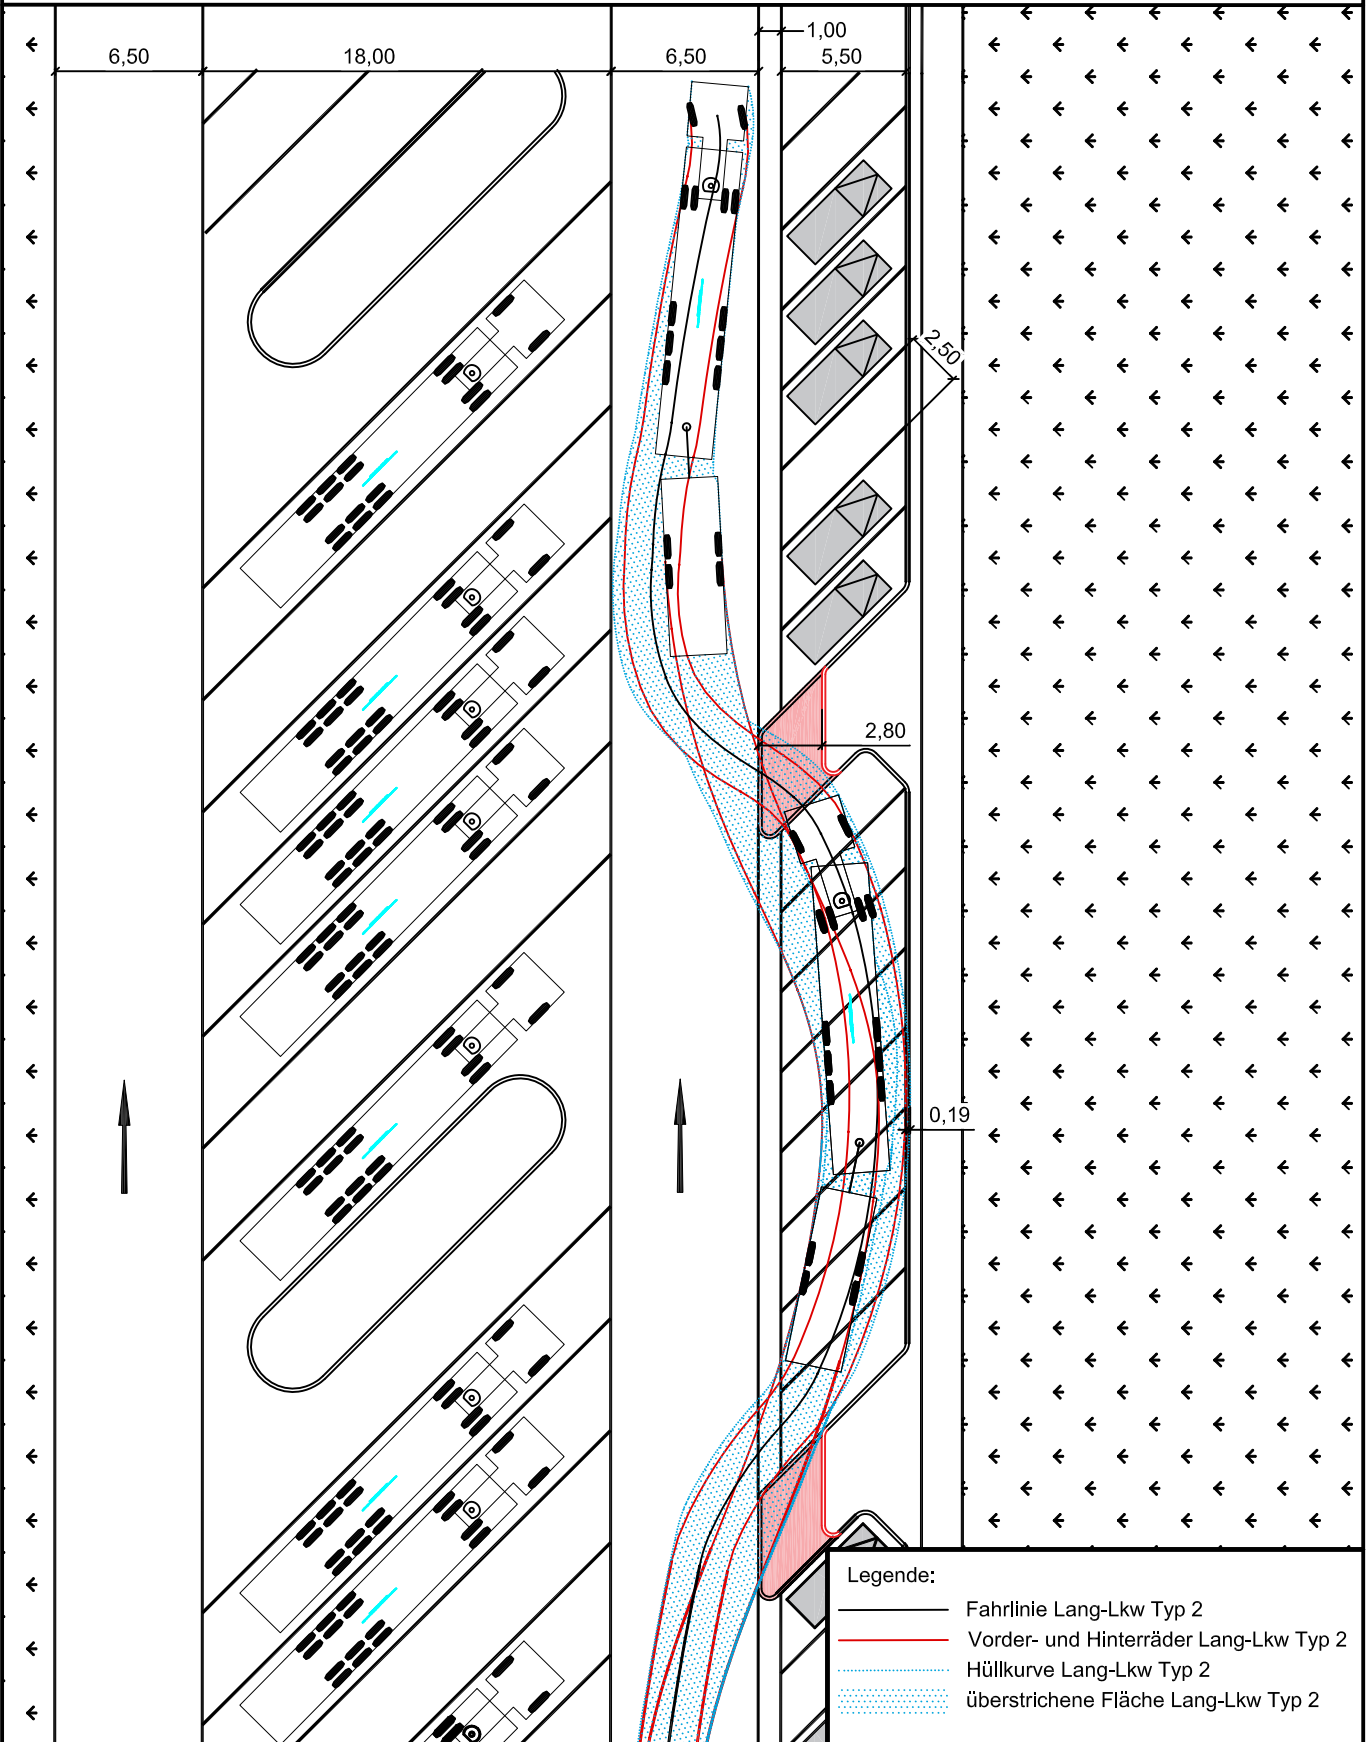 1,00
6,50
18,00
6,50
5,50
2,50
2,80
0,19
Legende:
Fahrlinie Lang-Lkw Typ 2
Vorder- und Hinterräder Lang-Lkw Typ 2
Hüllkurve Lang-Lkw Typ 2
überstrichene Fläche Lang-Lkw Typ 2